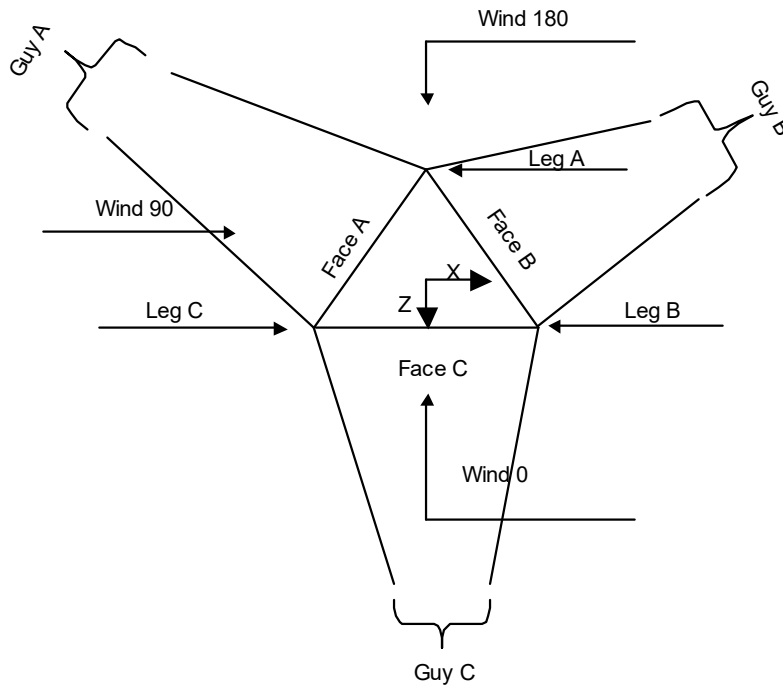 Wind 180
Guy A
Guy B
Leg A
Wind 90
Face A
Face B
X
Z
Leg C
Leg B
Face C
Wind 0
Guy C